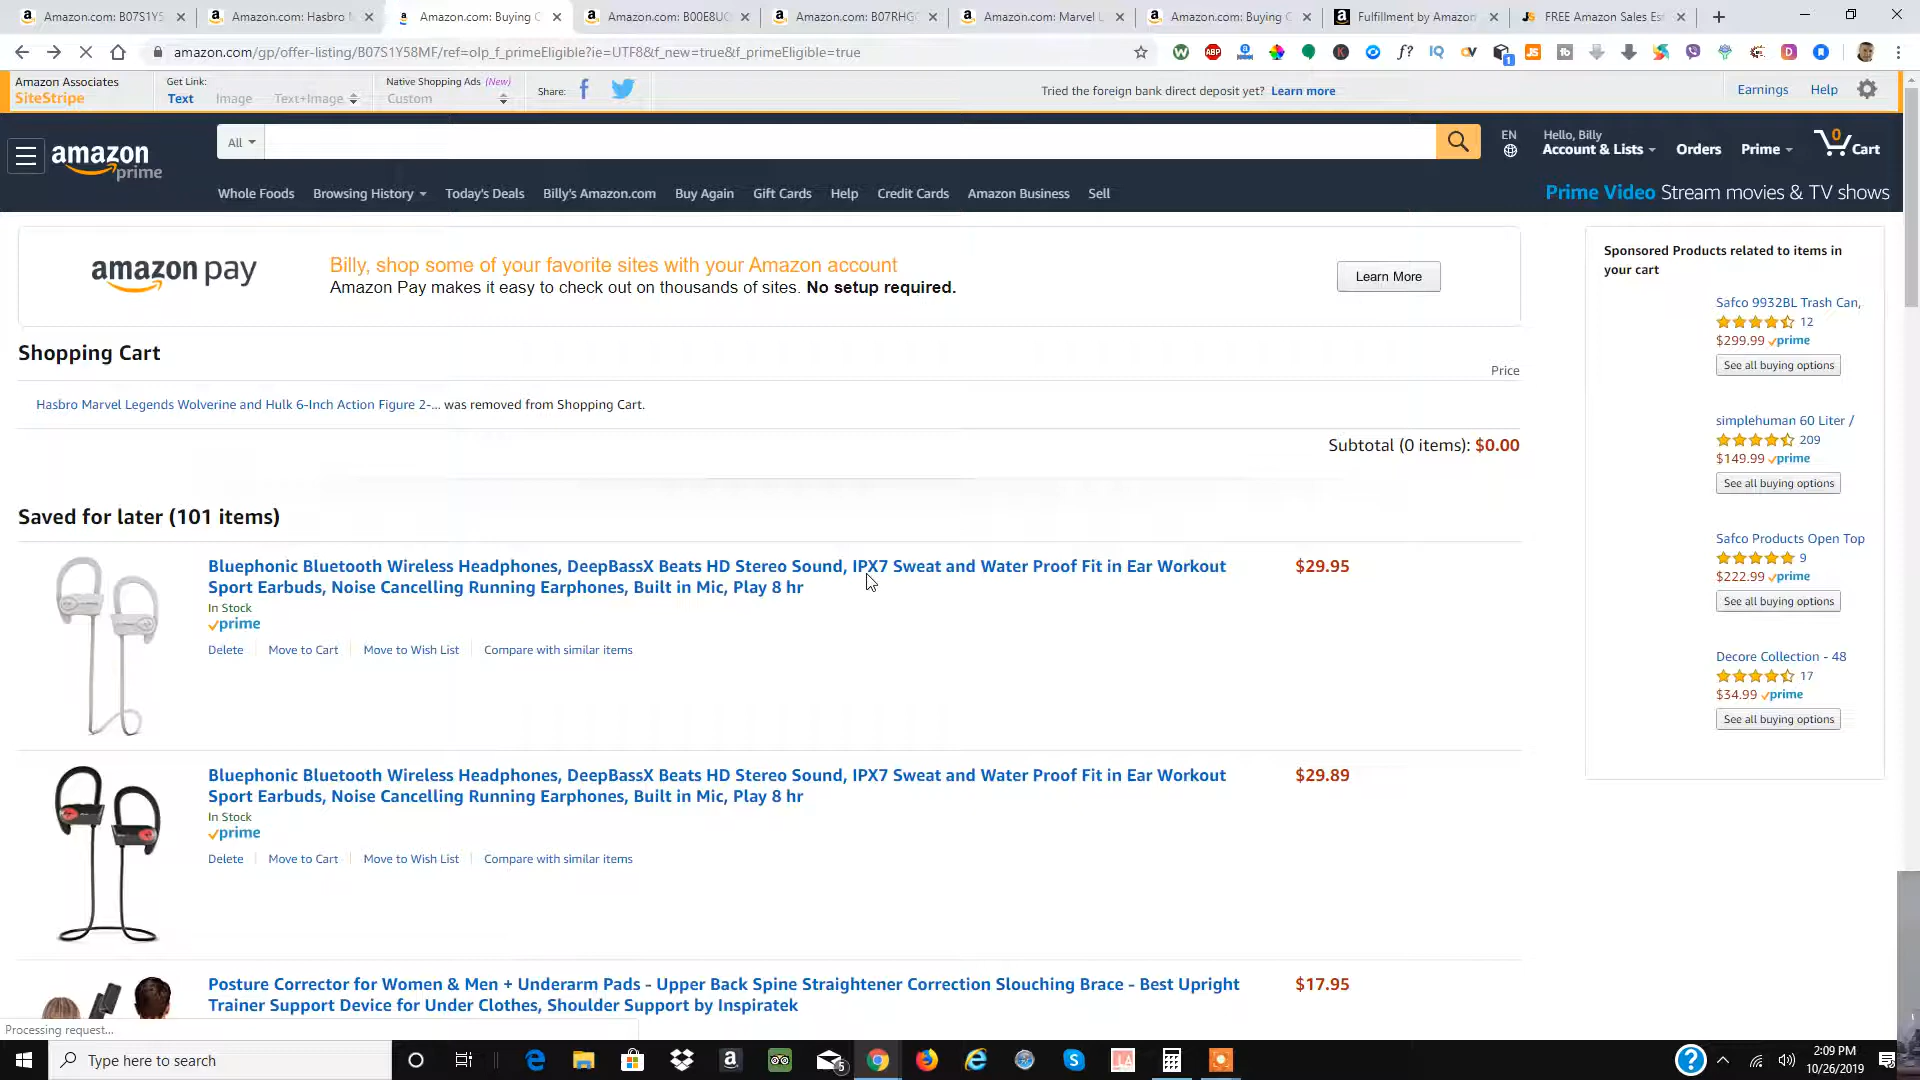 Amazon.com: B07S1Y5
Amazon.com: Hasbro M
Amazon.com: Buying C
Amazon.com: B00E8UC
Amazon.com: B07RHG
Amazon.com: Marvel L
Amazon.com: Buying C
Fulfillment by Amazon
FREE Amazon Sales Est
amazon.com/gp/offer-listing/B07S1Y58MF/ref=olp_f_primeEligible?ie=UTF8&f_new=true&f_primeEligible=true
Amazon Associates
SiteStripe
Get Link:
Text Image Text+Image
Native Shopping Ads (New)
Custom
Share:
Tried the foreign bank direct deposit yet? Learn more
Earnings Help
amazon prime
All
EN
Hello, Billy
Account & Lists
Orders
Prime
0
Cart
Whole Foods Browsing History Today's Deals Billy's Amazon.com Buy Again Gift Cards Help Credit Cards Amazon Business Sell
Prime Video Stream movies & TV shows
amazon pay
Billy, shop some of your favorite sites with your Amazon account
Amazon Pay makes it easy to check out on thousands of sites. No setup required.
Learn More
Shopping Cart
Price
Hasbro Marvel Legends Wolverine and Hulk 6-Inch Action Figure 2-... was removed from Shopping Cart.
Subtotal (0 items): $0.00
Saved for later (101 items)
Bluephonic Bluetooth Wireless Headphones, DeepBassX Beats HD Stereo Sound, IPX7 Sweat and Water Proof Fit in Ear Workout
Sport Earbuds, Noise Cancelling Running Earphones, Built in Mic, Play 8 hr
$29.95
In Stock
prime
Delete Move to Cart Move to Wish List Compare with similar items
Bluephonic Bluetooth Wireless Headphones, DeepBassX Beats HD Stereo Sound, IPX7 Sweat and Water Proof Fit in Ear Workout
Sport Earbuds, Noise Cancelling Running Earphones, Built in Mic, Play 8 hr
$29.89
In Stock
prime
Delete Move to Cart Move to Wish List Compare with similar items
Posture Corrector for Women & Men + Underarm Pads - Upper Back Spine Straightener Correction Slouching Brace - Best Upright
Trainer Support Device for Under Clothes, Shoulder Support by Inspiratek
$17.95
Sponsored Products related to items in
your cart
Safco 9932BL Trash Can,
12
$299.99 prime
See all buying options
simplehuman 60 Liter /
209
$149.99 prime
See all buying options
Safco Products Open Top
9
$222.99 prime
See all buying options
Decore Collection - 48
17
$34.99 prime
See all buying options
Processing request...
Type here to search
2:09 PM
10/26/2019